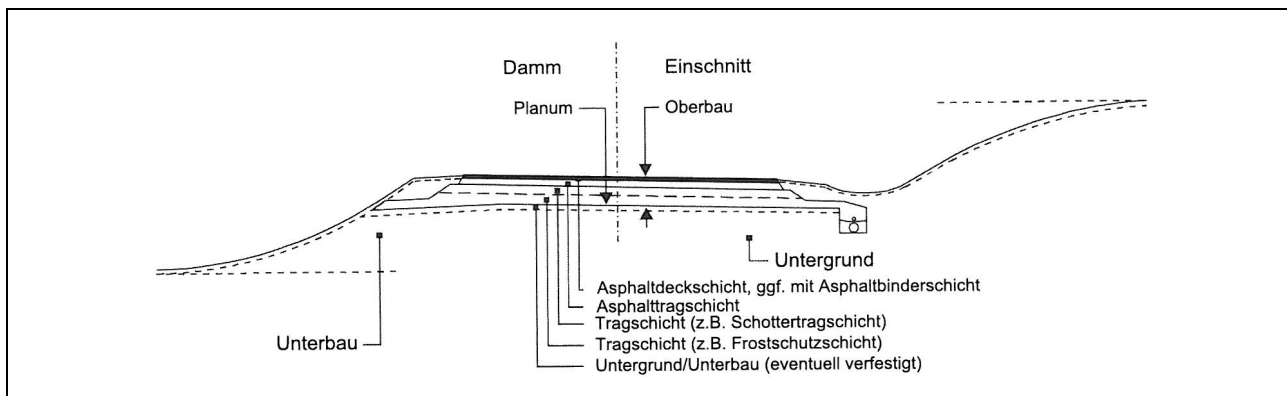 Damm Einschnitt
Planum Oberbau
Untergrund
Asphaltdeckschicht, ggf. mit Asphaltbinderschicht
Asphalttragschicht
Tragschicht (z.B. Schottertragschicht)
Unterbau
Tragschicht (z.B. Frostschutzschicht)
Untergrund/Unterbau (eventuell verfestigt)